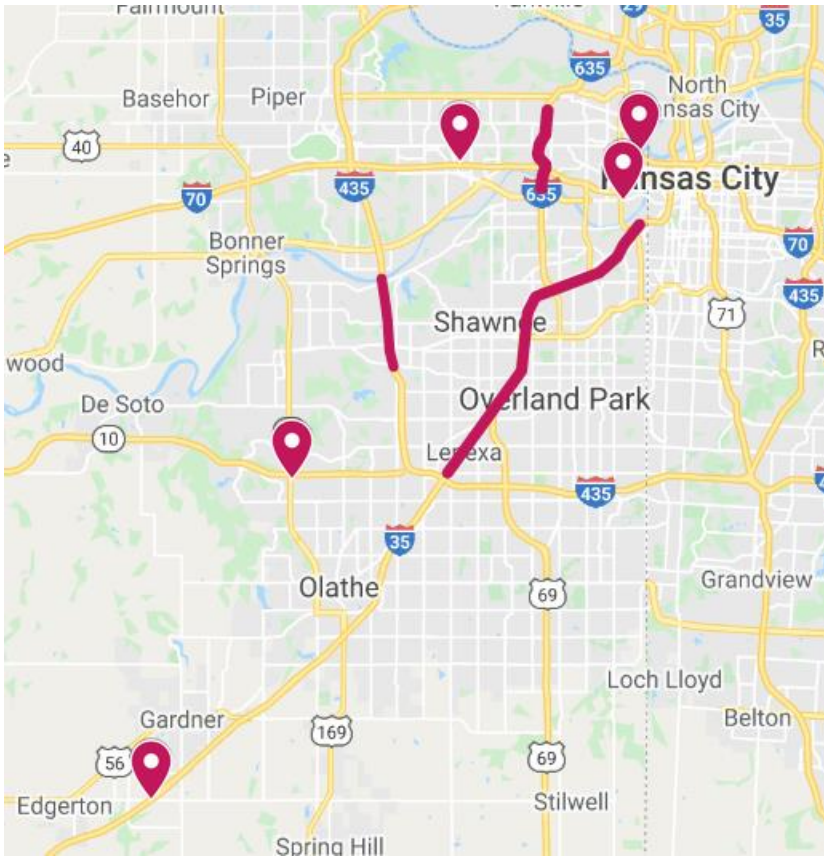 Fairmount
29
35
635
North
nsas City
Basehor
Piper
40
Kansas City
435
635
70
Bonner
Springs
70
435
71
Shawnee
wood
R
De Soto
Overland Park
10
Lenexa
435
35
Olathe
69
Grandview
Loch Lloyd
Gardner
169
Belton
56
69
Edgerton
Stilwell
Spring Hill